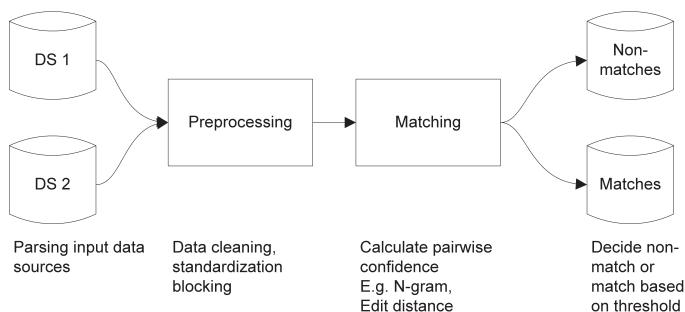 DS 1
DS 2
Preprocessing
Matching
Non-
matches
Matches
Parsing input data
sources
Data cleaning,
standardization
blocking
Calculate pairwise
confidence
E.g. N-gram,
Edit distance
Decide non-
match or
match based
on threshold